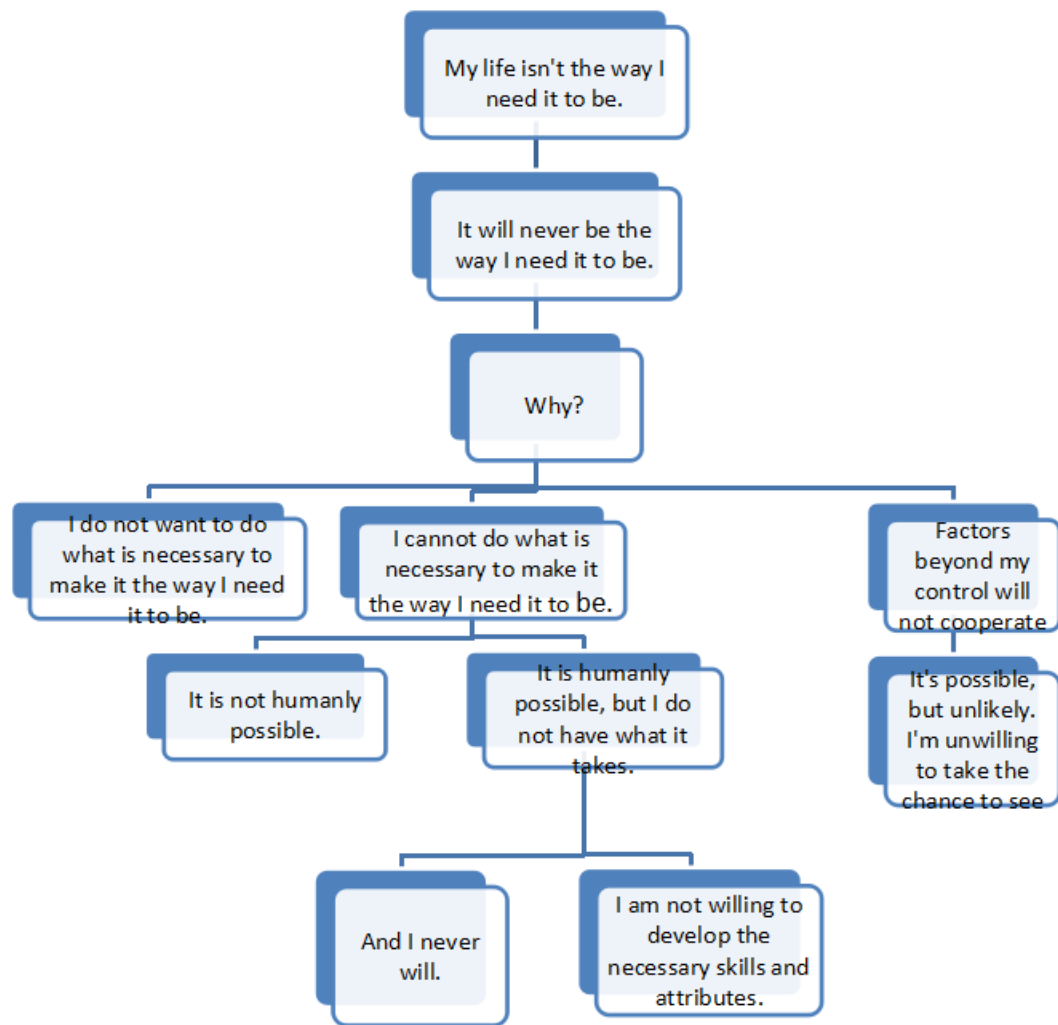 My life isn't the way I
need it to be.
It will never be the
way I need it to be.
Why?
I do not want to do
what is necessary to
make it the way I need
it to be.
I cannot do what is
necessary to make it
the way I need it to be.
Factors
beyond my
control will
not cooperate
It is not humanly
possible.
It is humanly
possible, but I do
not have what it
takes.
It's possible,
but unlikely.
I'm unwilling
to take the
chance to see
And I never
will.
I am not willing to
develop the
necessary skills and
attributes.